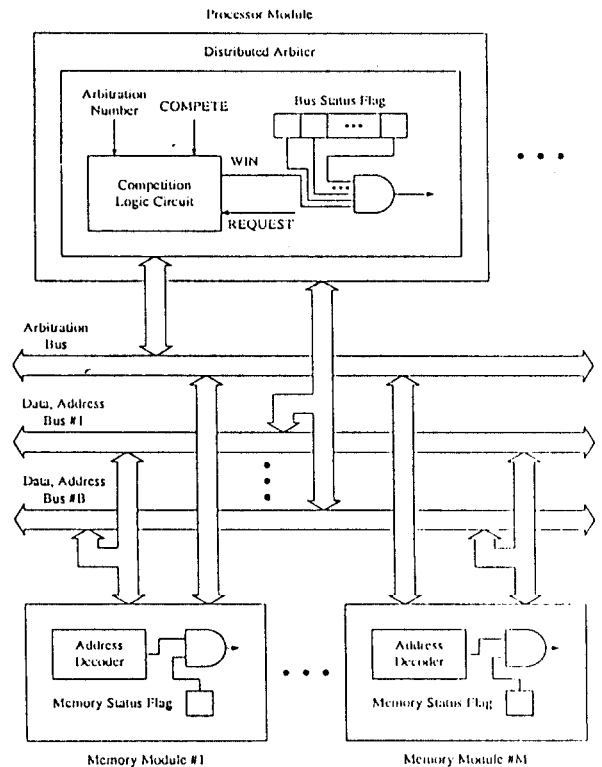 Processor Module
Distributed Arbiter
Arbitration
Number
COMPETE
Bus Status Flag
WIN
Competition
Logic Circuit
REQUEST
Arbitration
Bus
Data, Address
Bus #1
Data, Address
Bus #B
Address
Decoder
Memory Status Flag
Address
Decoder
Memory Status Flag
Memory Module #1
Memory Module #M